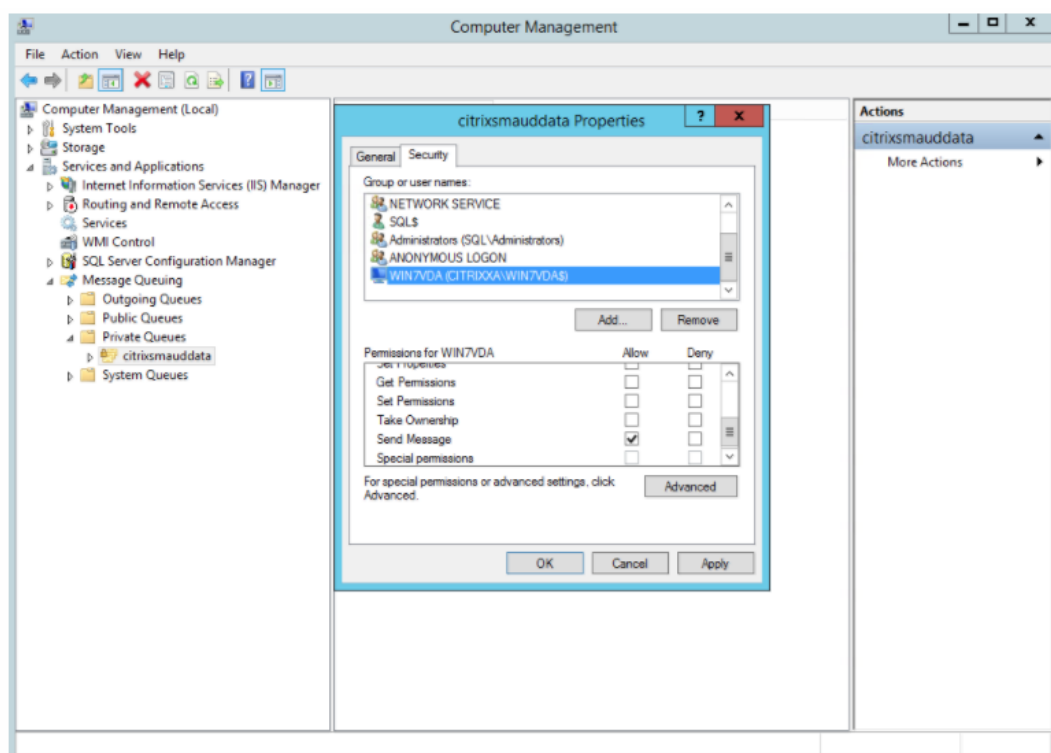 Computer Management
File Action View Help
Computer Management (Local)
System Tools
Storage
Services and Applications
Internet Information Services (IIS) Manager
Routing and Remote Access
Services
WMI Control
SQL Server Configuration Manager
Message Queuing
Outgoing Queues
Public Queues
Private Queues
citrixsmauddata
System Queues
citrixsmauddata Properties
? x
General Security
Group or user names:
NETWORK SERVICE
SQL$
Administrators (SQL\Administrators)
ANONYMOUS LOGON
WIN7VDA (CITRIXXA\WIN7VDA$)
Add... Remove
Permissions for WIN7VDA Allow Deny
Set Properties
Get Permissions
Set Permissions
Take Ownership
Send Message
Special permissions
For special permissions or advanced settings, click
Advanced.
Advanced
OK Cancel Apply
Actions
citrixsmauddata
More Actions